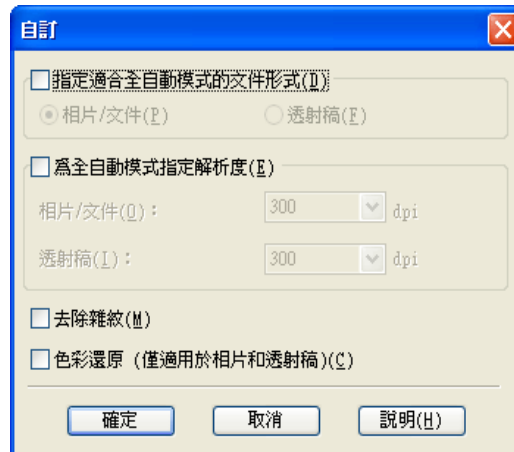 自訂
指定適合全自動模式的文件形式(D)
相片/文件(P) 透射稿(F)
爲全自動模式指定解析度(E)
相片/文件(O): 300 dpi
透射稿(I): 300 dpi
去除雜紋(M)
色彩還原 (僅適用於相片和透射稿)(C)
確定 取消 説明(H)